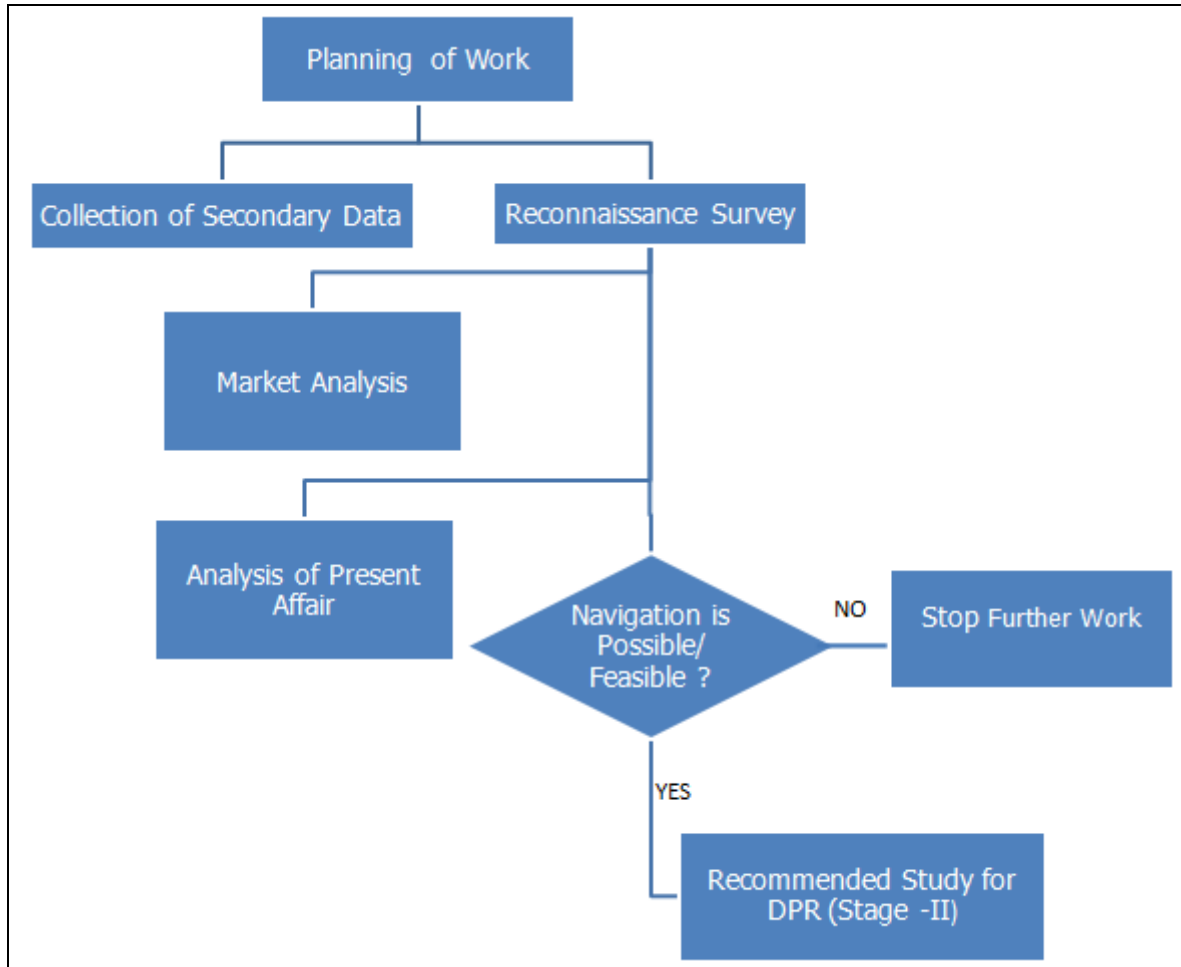 Planning of Work
Collection of Secondary Data
Reconnaissance Survey
Market Analysis
Analysis of Present
Affair
Navigation is
Possible/
Feasible ?
NO
Stop Further Work
YES
Recommended Study for
DPR (Stage -II)